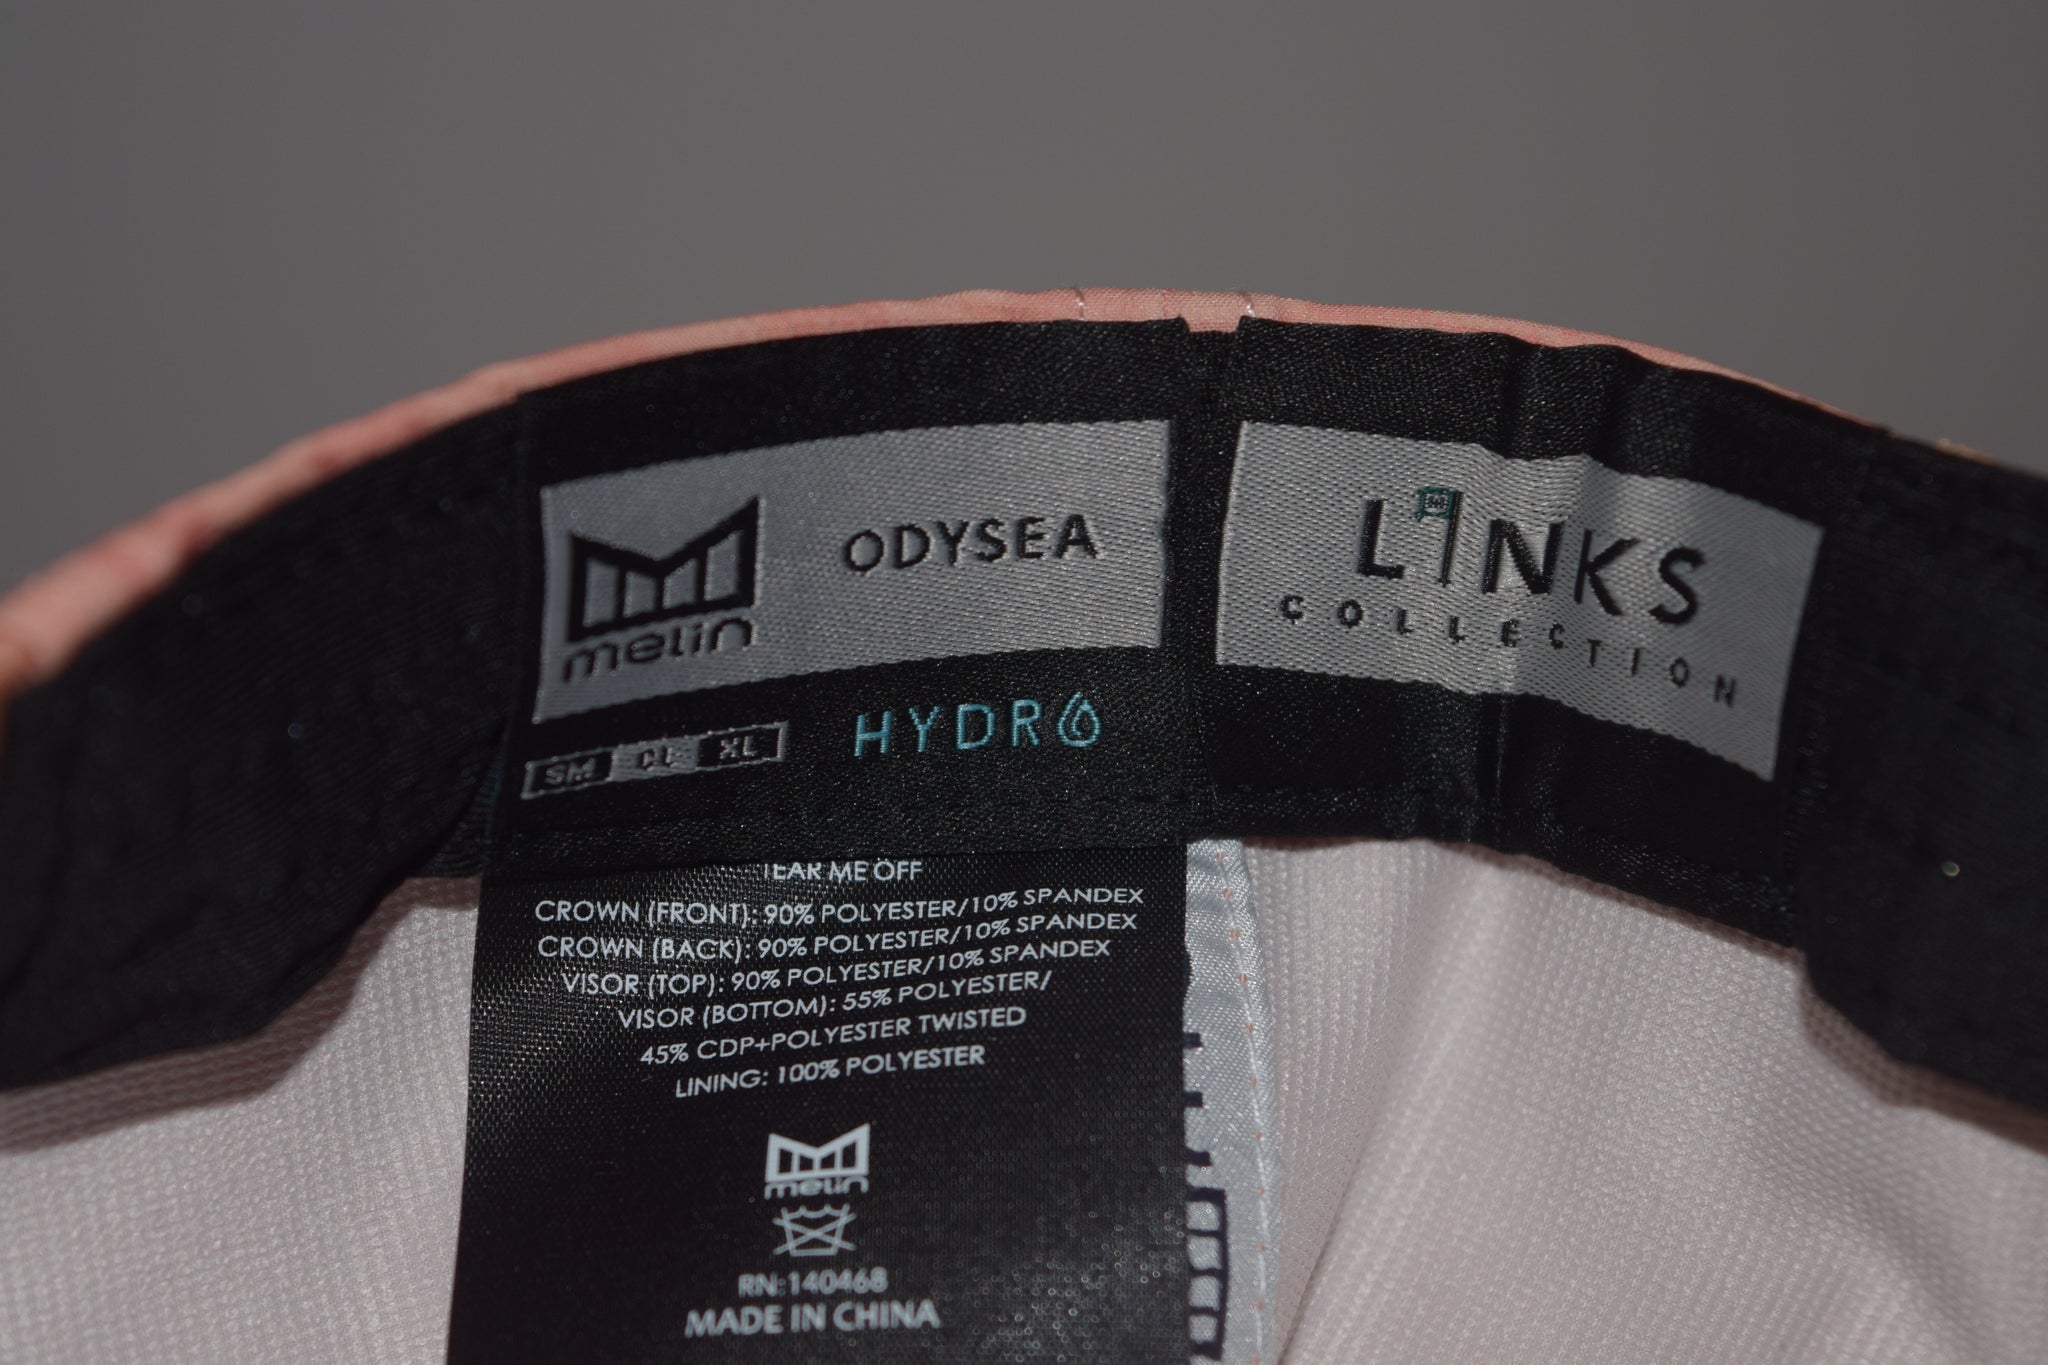 melin
ODYSEA
SM CL XL
HYDRO
LINKS
COLLECTION
TEAR ME OFF
CROWN (FRONT): 90% POLYESTER/10% SPANDEX
CROWN (BACK): 90% POLYESTER/10% SPANDEX
VISOR (TOP): 90% POLYESTER/10% SPANDEX
VISOR (BOTTOM): 55% POLYESTER/
45% CDP+POLYESTER TWISTED
LINING: 100% POLYESTER
melin
RN:140468
MADE IN CHINA